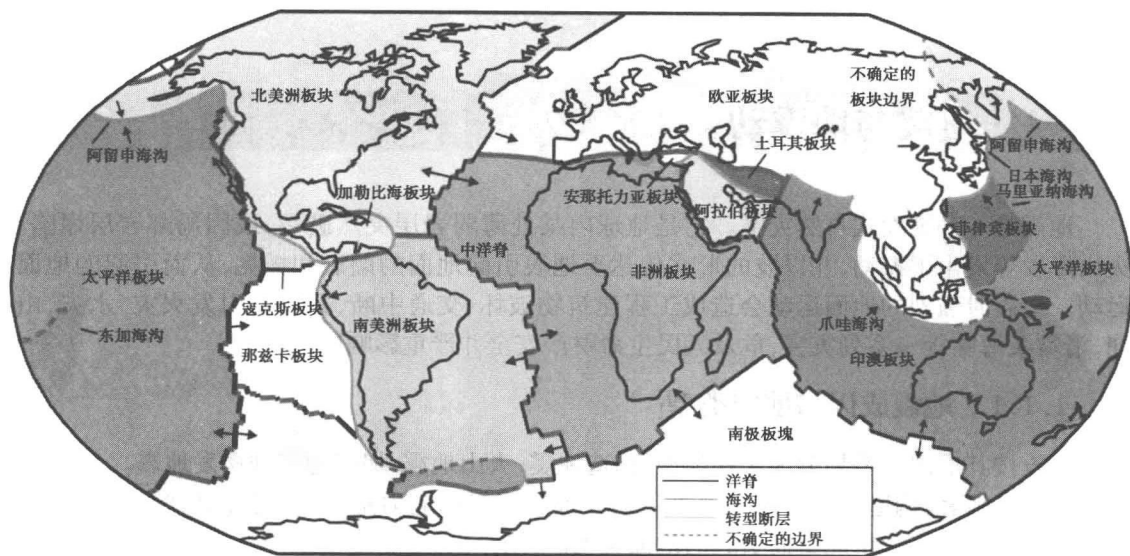 北美洲板块
欧亚板块
不确定的
板块边界
阿留申海沟
土耳其板块
阿留申海沟
日本海沟
马里亚纳海沟
加勒比海板块
安那托力亚板块
阿拉伯板块
菲律宾板块
中洋脊
太平洋板块
非洲板块
太平洋板块
寇克斯板块
南美洲板块
东加海沟
爪哇海沟
那兹卡板块
印澳板块
南极板塊
洋脊
海沟
转型断层
不确定的边界